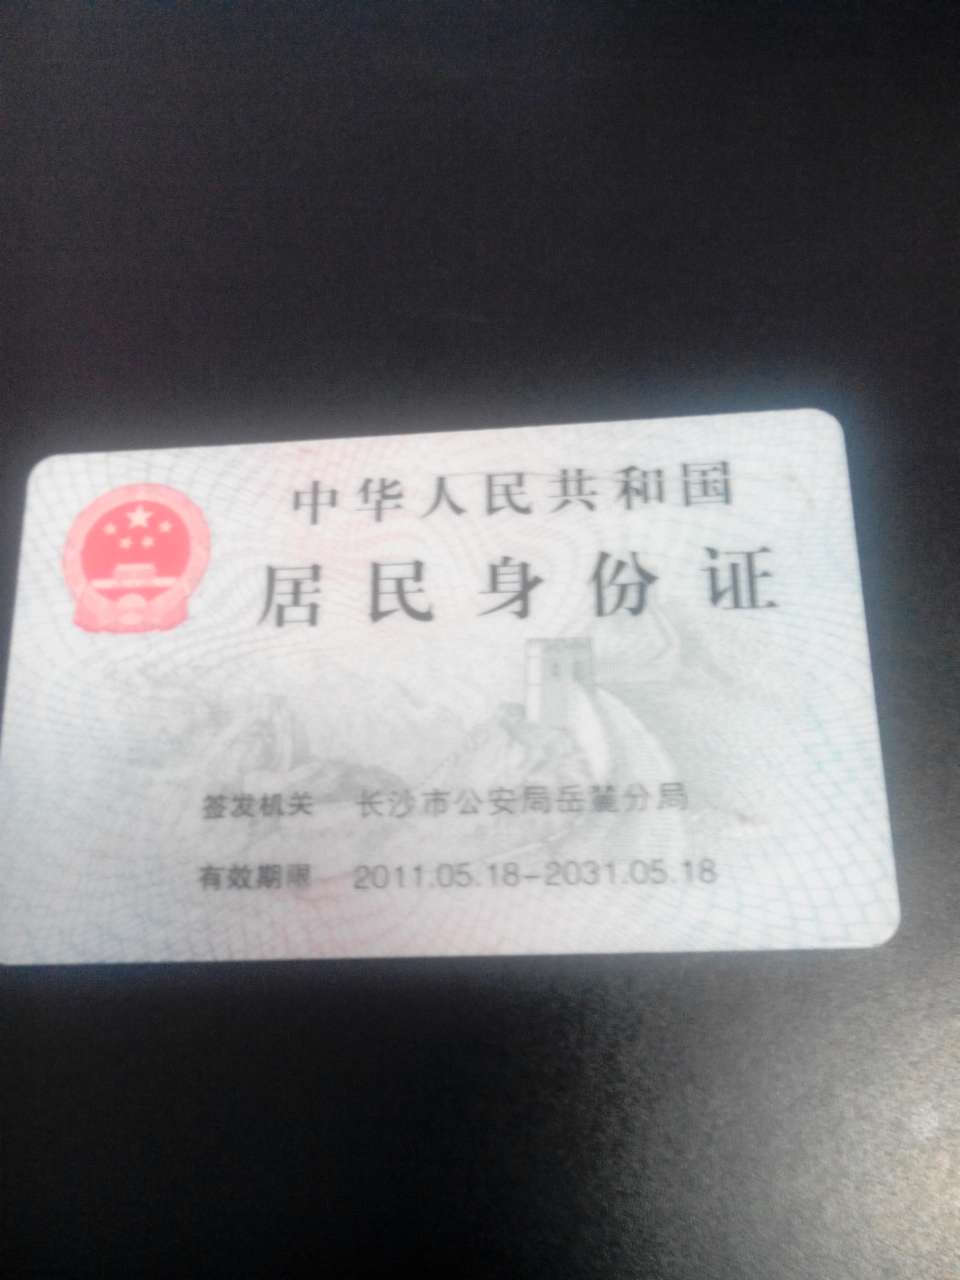 中华人民共和国
居民身份证
签发机关 长沙市公安局岳麓分局
有效期限 2011.05.18-2031.05.18